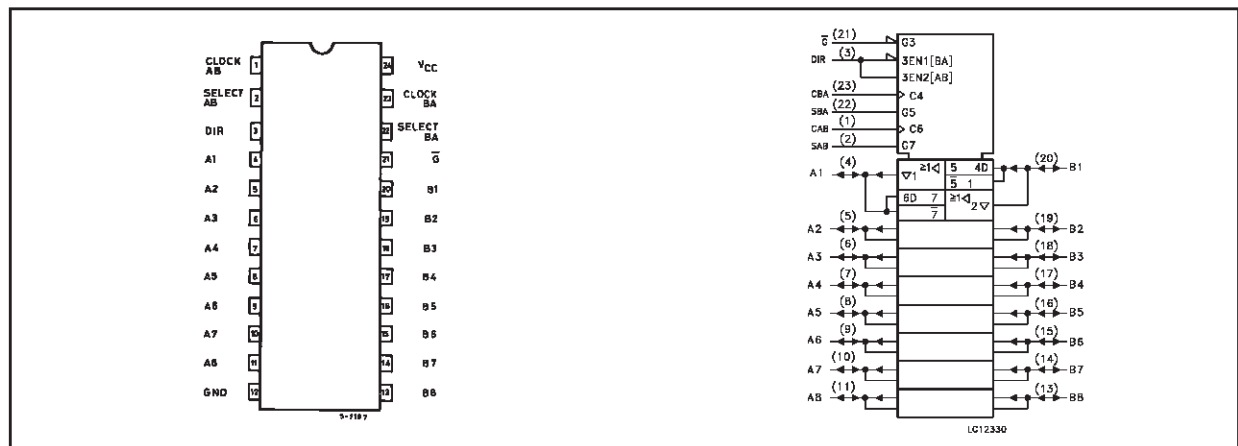 CLOCK AB 1 24 VCC
SELECT AB 2 23 CLOCK BA
DIR 3 22 SELECT BA
A1 4 21 G̅
A2 5 20 B1
A3 6 19 B2
A4 7 18 B3
A5 8 17 B4
A6 9 16 B5
A7 10 15 B6
A8 11 14 B7
GND 12 13 B8
S-7197
G̅ (21) G3
DIR (3) 3EN1[BA]
3EN2[AB]
CBA (23) C4
SBA (22) G5
CAB (1) C6
SAB (2) G7
A1 (4) ▽1 ≥1◁ 5 4D (20) B1
5̅ 1
6D 7 ≥1◁ 2▽
7̅
A2 (5) (19) B2
A3 (6) (18) B3
A4 (7) (17) B4
A5 (8) (16) B5
A6 (9) (15) B6
A7 (10) (14) B7
A8 (11) (13) B8
LC12330